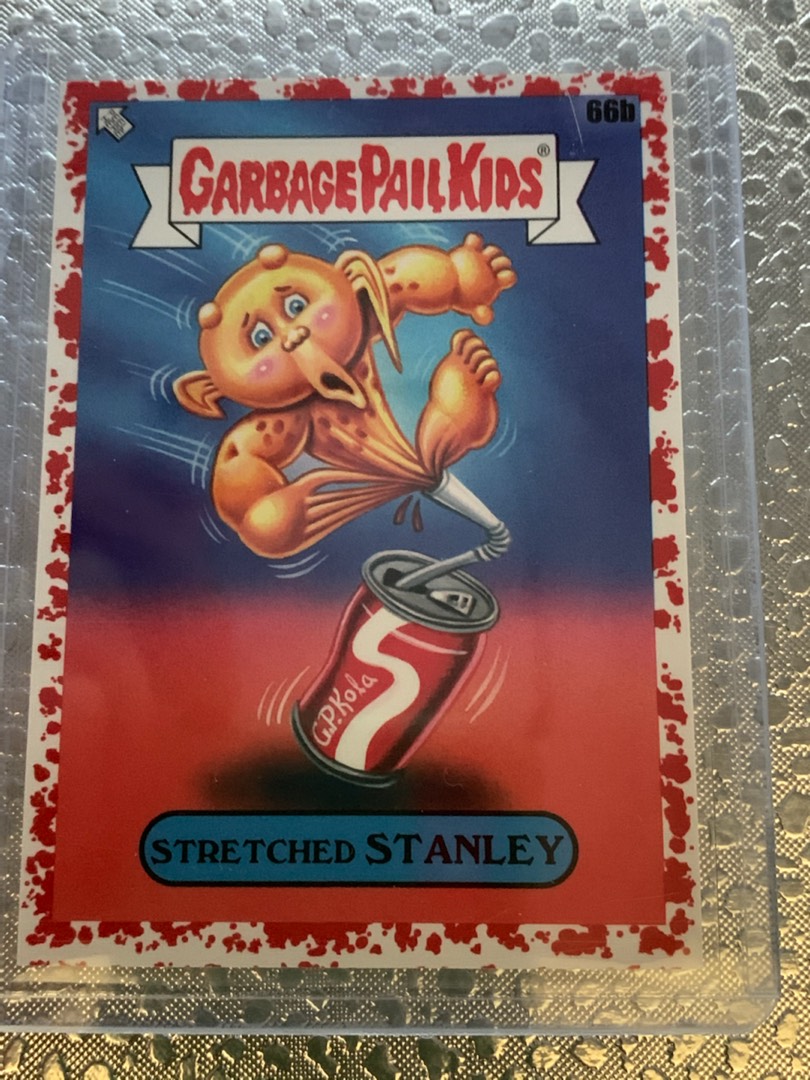 66b
GARBAGE PAIL KIDS®
G.P. Kola
S
STRETCHED STANLEY